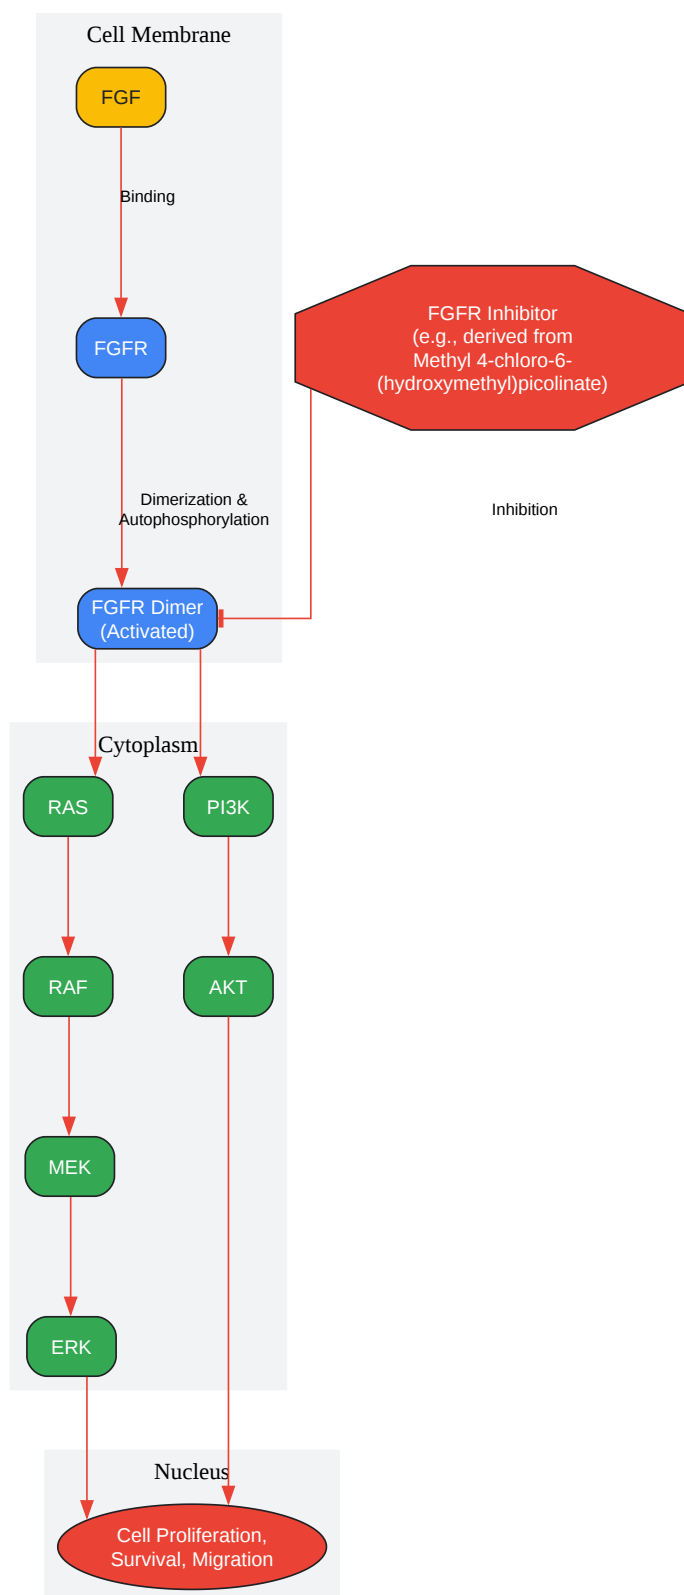 Cell Membrane
FGF
Binding
FGFR Inhibitor
(e.g., derived from
Methyl 4-chloro-6-
(hydroxymethyl)picolinate)
FGFR
Dimerization &
Autophosphorylation
Inhibition
FGFR Dimer
(Activated)
Cytoplasm
RAS
PI3K
RAF
AKT
MEK
ERK
Nucleus
Cell Proliferation,
Survival, Migration